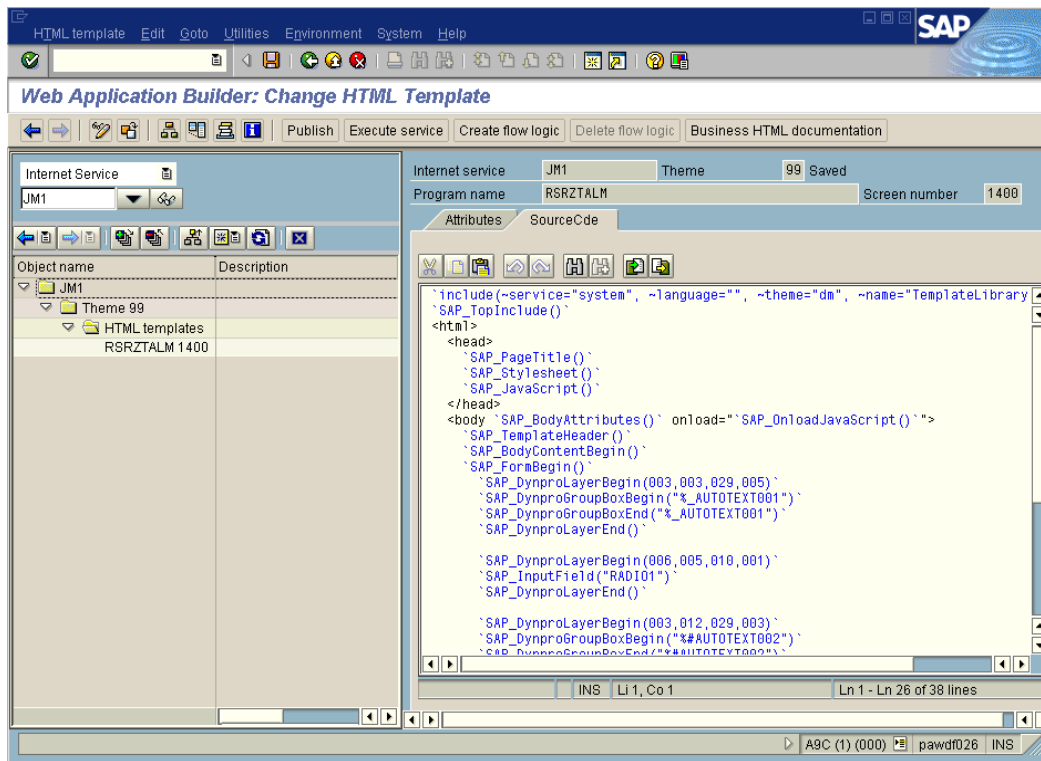 HTML template Edit Goto Utilities Environment System Help
SAP
Web Application Builder: Change HTML Template
Publish Execute service Create flow logic Delete flow logic Business HTML documentation
Internet Service
JM1
Object name Description
JM1
Theme 99
HTML templates
RSRZTALM 1400
Internet service JM1 Theme 99 Saved
Program name RSRZTALM Screen number 1400
Attributes SourceCde
`include(~service="system", ~language="", ~theme="dm", ~name="TemplateLibrary
`SAP_TopInclude()`
<html>
<head>
`SAP_PageTitle()`
`SAP_Stylesheet()`
`SAP_JavaScript()`
</head>
<body `SAP_BodyAttributes()` onload="`SAP_OnloadJavaScript()`">
`SAP_TemplateHeader()`
`SAP_BodyContentBegin()`
`SAP_FormBegin()`
`SAP_DynproLayerBegin(003,003,029,005)`
`SAP_DynproGroupBoxBegin("%_AUTOTEXT001")`
`SAP_DynproGroupBoxEnd("%_AUTOTEXT001")`
`SAP_DynproLayerEnd()`
`SAP_DynproLayerBegin(006,005,010,001)`
`SAP_InputField("RADIO1")`
`SAP_DynproLayerEnd()`
`SAP_DynproLayerBegin(003,012,029,003)`
`SAP_DynproGroupBoxBegin("%#AUTOTEXT002")`
`SAP_DynproGroupBoxEnd("%#AUTOTEXT002")`
INS Li 1, Co 1 Ln 1 - Ln 26 of 38 lines
A9C (1) (000) pawdf026 INS